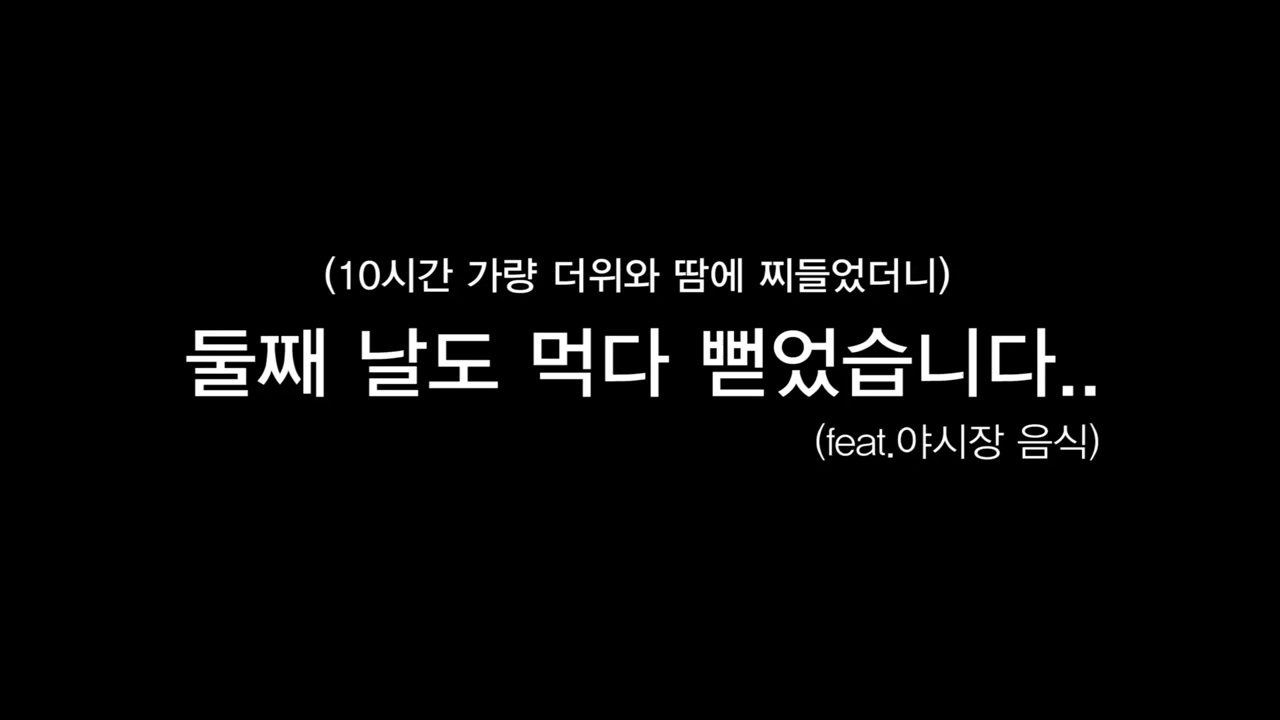 (10시간 가량 더위와 땀에 찌들었더니)
둘째 날도 먹다 뻗었습니다..
(feat.야시장 음식)